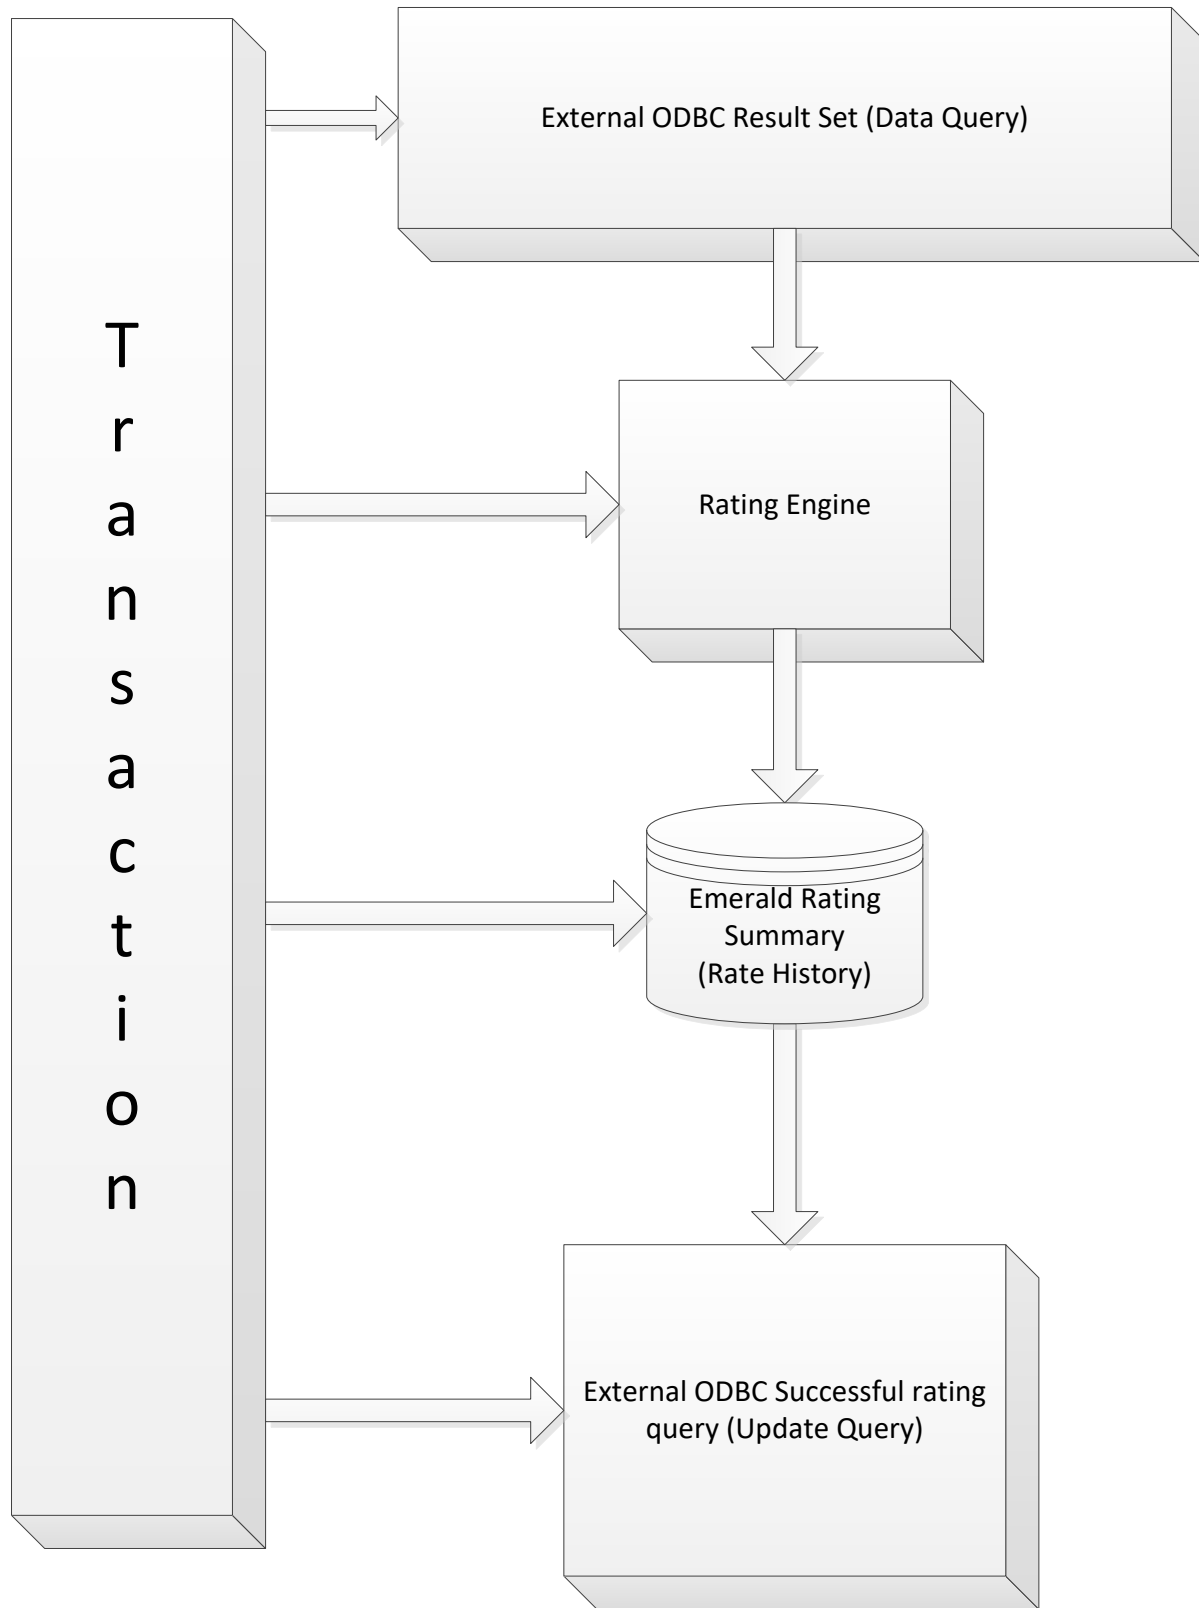 Transaction
External ODBC Result Set (Data Query)
Rating Engine
Emerald Rating
Summary
(Rate History)
External ODBC Successful rating
query (Update Query)